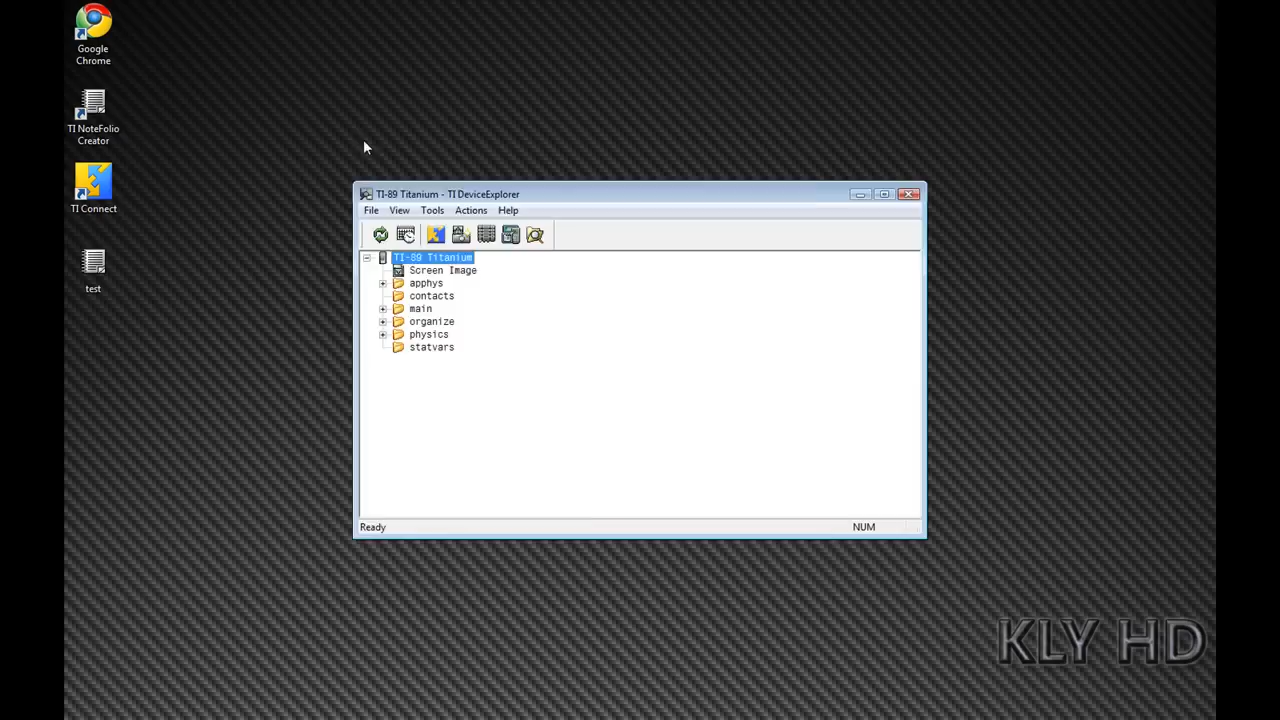 Google
Chrome
TI NoteFolio
Creator
TI Connect
test
TI-89 Titanium - TI DeviceExplorer
File View Tools Actions Help
TI-89 Titanium
Screen Image
apphys
contacts
main
organize
physics
statvars
Ready NUM
KLY HD